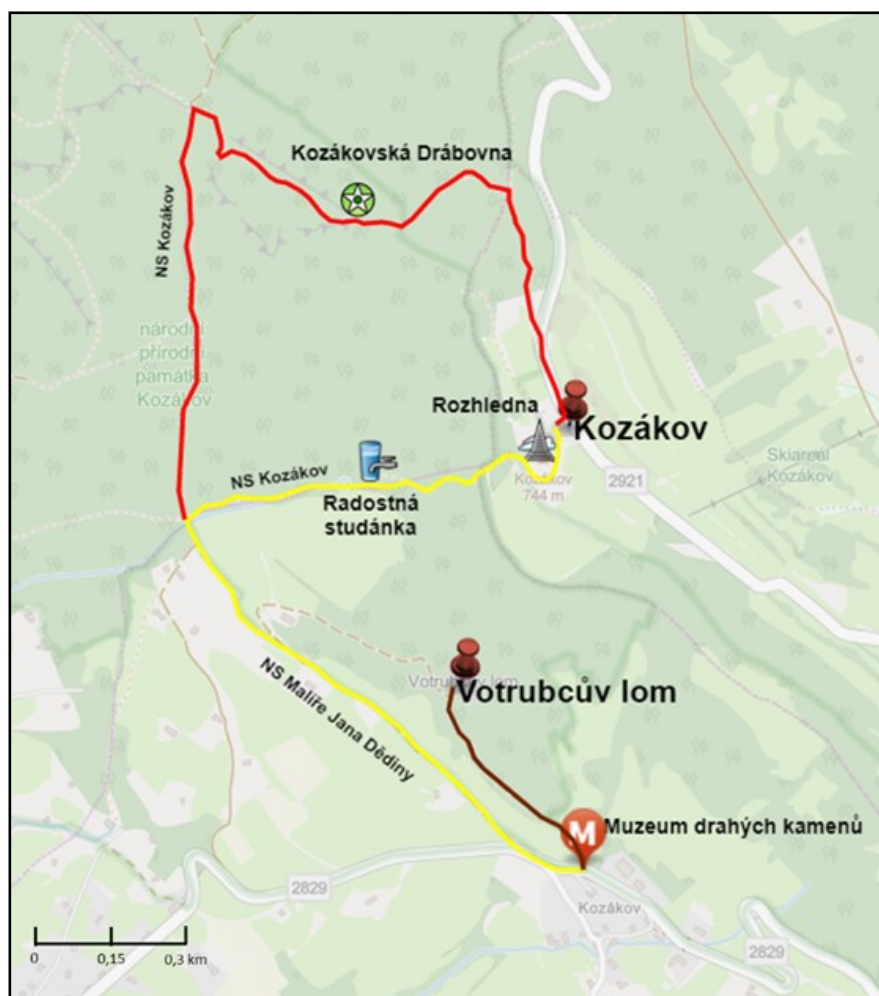 Kozákovská Drábovna
NS Kozákov
národní
přírodní
památka
Kozákov
Rozhledna
Kozákov
Kozákov
744 m
2921
Skiareál
Kozákov
NS Kozákov
Radostná
studánka
Votrubcův lom
Votrubcův lom
NS Malíře Jana Dědiny
M
Muzeum drahých kamenů
2829
Kozákov
2829
0
0,15
0,3 km